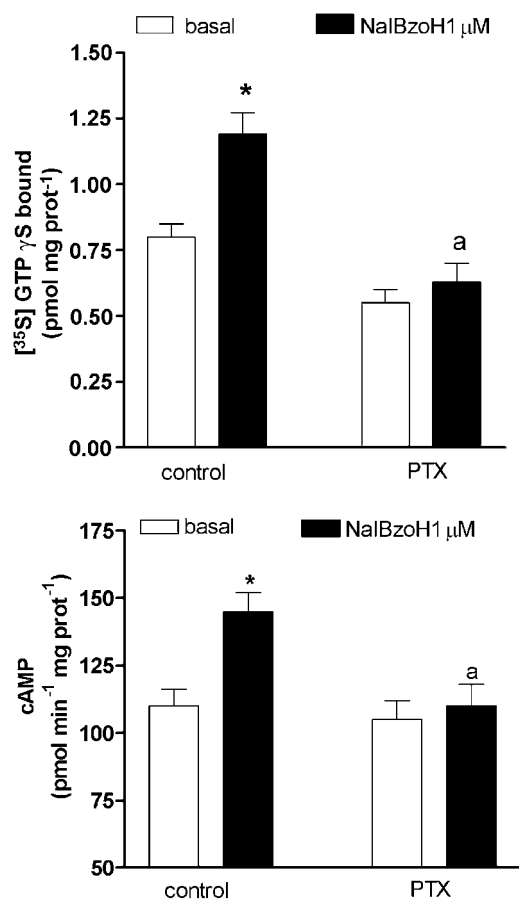 basal NalBzoH1 μM
1.50
1.25
1.00
0.75
0.50
0.25
0.00
[³⁵S] GTP γS bound
(pmol mg prot⁻¹)
*
a
control PTX
basal NalBzoH1 μM
175
150
125
100
75
50
cAMP
(pmol min⁻¹ mg prot⁻¹)
*
a
control PTX